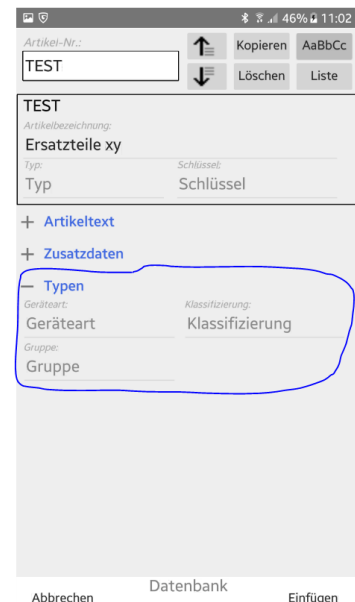 46% 11:02
Artikel-Nr.:
TEST
Kopieren AaBbCc
Löschen Liste
TEST
Artikelbezeichnung:
Ersatzteile xy
Typ: Schlüssel:
Typ Schlüssel
+ Artikeltext
+ Zusatzdaten
− Typen
Geräteart: Klassifizierung:
Geräteart Klassifizierung
Gruppe:
Gruppe
Datenbank
Abbrechen Einfügen